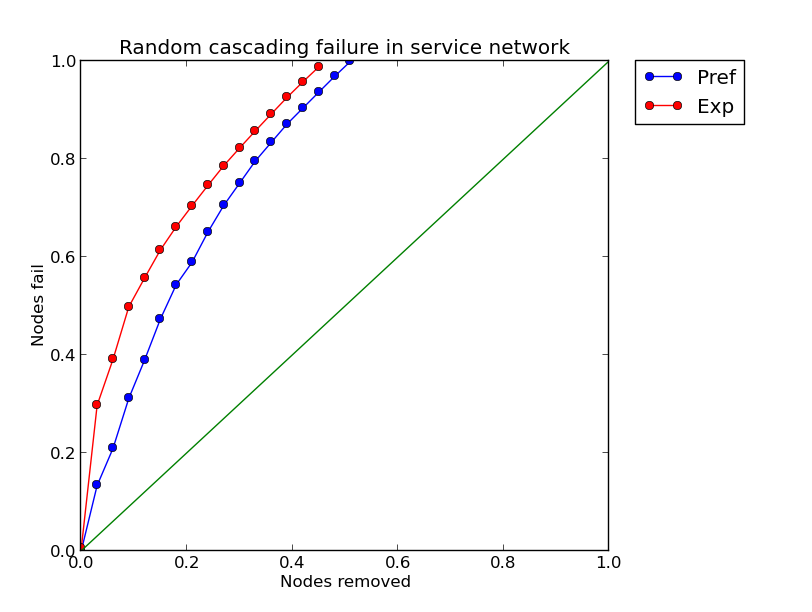 Random cascading failure in service network
Pref
Exp
1.0
0.8
0.6
0.4
0.2
0.0
Nodes fail
0.0 0.2 0.4 0.6 0.8 1.0
Nodes removed